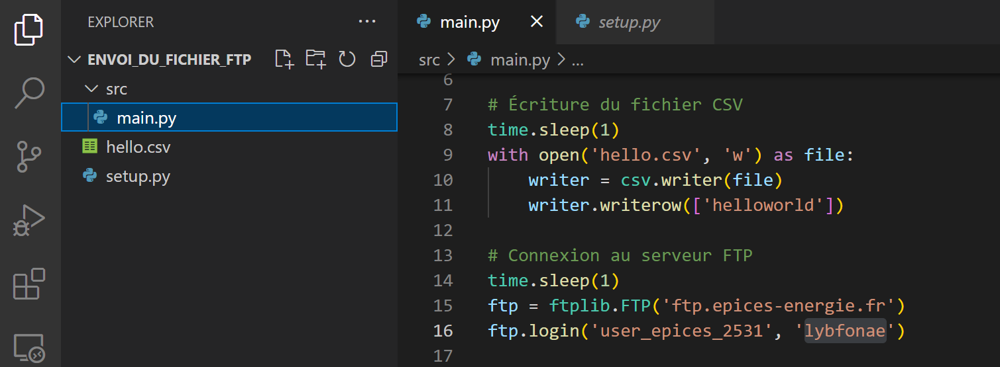 EXPLORER
ENVOI_DU_FICHIER_FTP
src
main.py
hello.csv
setup.py
main.py
setup.py
src > main.py > ...
6
7 # Écriture du fichier CSV
8 time.sleep(1)
9 with open('hello.csv', 'w') as file:
10 writer = csv.writer(file)
11 writer.writerow(['helloworld'])
12
13 # Connexion au serveur FTP
14 time.sleep(1)
15 ftp = ftplib.FTP('ftp.epices-energie.fr')
16 ftp.login('user_epices_2531', 'lybfonae')
17